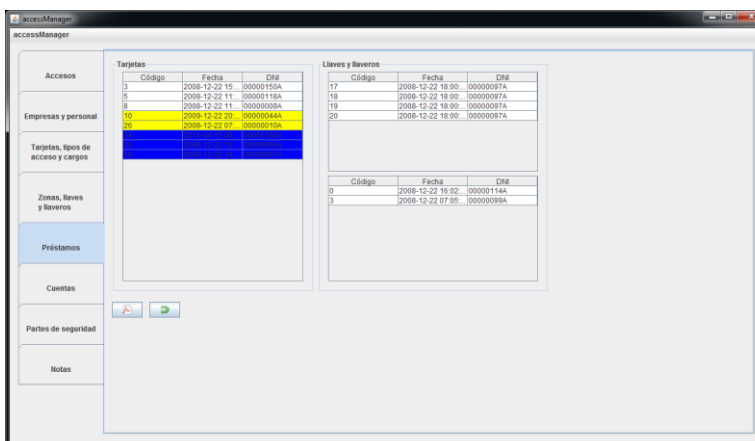 accessManager
accessManager
Accesos
Empresas y personal
Tarjetas, tipos de
acceso y cargos
Zonas, llaves
y llaveros
Préstamos
Cuentas
Partes de seguridad
Notas
Tarjetas
Código Fecha DNI
3 2008-12-22 15:... 00000150A
5 2008-12-22 11:... 00000118A
8 2008-12-22 11:... 00000008A
10 2009-12-22 20:... 00000044A
26 2008-12-22 07:... 00000010A
Llaves y llaveros
Código Fecha DNI
17 2008-12-22 18:00:... 00000097A
18 2008-12-22 18:00:... 00000097A
19 2008-12-22 18:00:... 00000097A
20 2008-12-22 18:00:... 00000097A
Código Fecha DNI
0 2008-12-22 16:02:... 00000114A
3 2008-12-22 07:05:... 00000099A